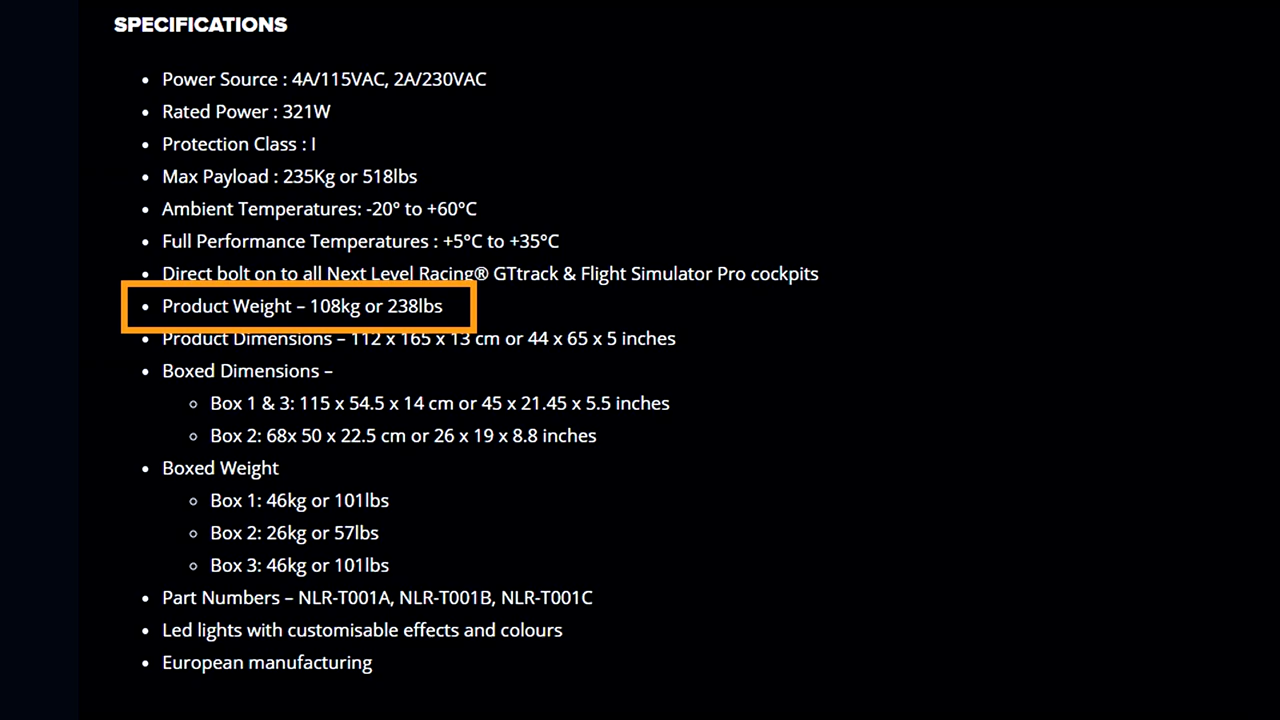 SPECIFICATIONS
• Power Source : 4A/115VAC, 2A/230VAC
• Rated Power : 321W
• Protection Class : I
• Max Payload : 235Kg or 518lbs
• Ambient Temperatures: -20° to +60°C
• Full Performance Temperatures : +5°C to +35°C
• Direct bolt on to all Next Level Racing® GTtrack & Flight Simulator Pro cockpits
• Product Weight – 108kg or 238lbs
• Product Dimensions – 112 x 165 x 13 cm or 44 x 65 x 5 inches
• Boxed Dimensions –
○ Box 1 & 3: 115 x 54.5 x 14 cm or 45 x 21.45 x 5.5 inches
○ Box 2: 68x 50 x 22.5 cm or 26 x 19 x 8.8 inches
• Boxed Weight
○ Box 1: 46kg or 101lbs
○ Box 2: 26kg or 57lbs
○ Box 3: 46kg or 101lbs
• Part Numbers – NLR-T001A, NLR-T001B, NLR-T001C
• Led lights with customisable effects and colours
• European manufacturing